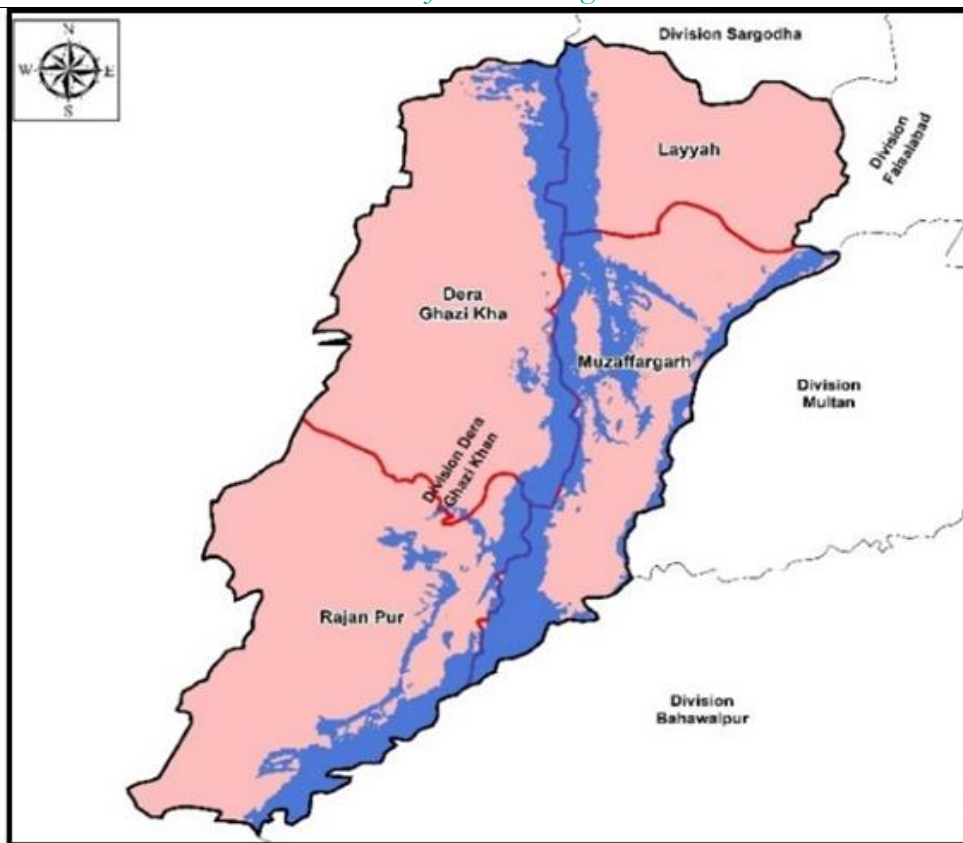 N
W
E
S
Division Sargodha
Division
Faisalabad
Layyah
Dera
Ghazi Kha
Muzaffargarh
Division
Multan
Division Dera
Ghazi Khan
Rajan Pur
Division
Bahawalpur